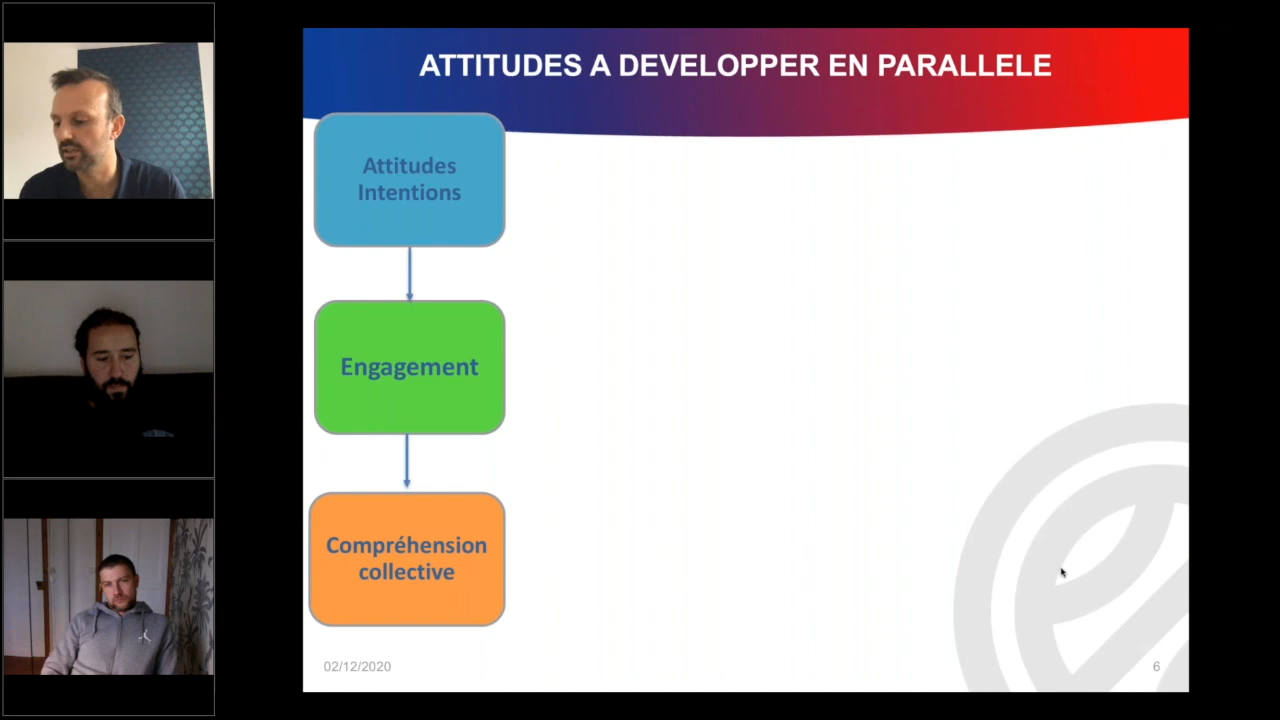 ATTITUDES A DEVELOPPER EN PARALLELE
Attitudes
Intentions
Engagement
Compréhension
collective
02/12/2020
6